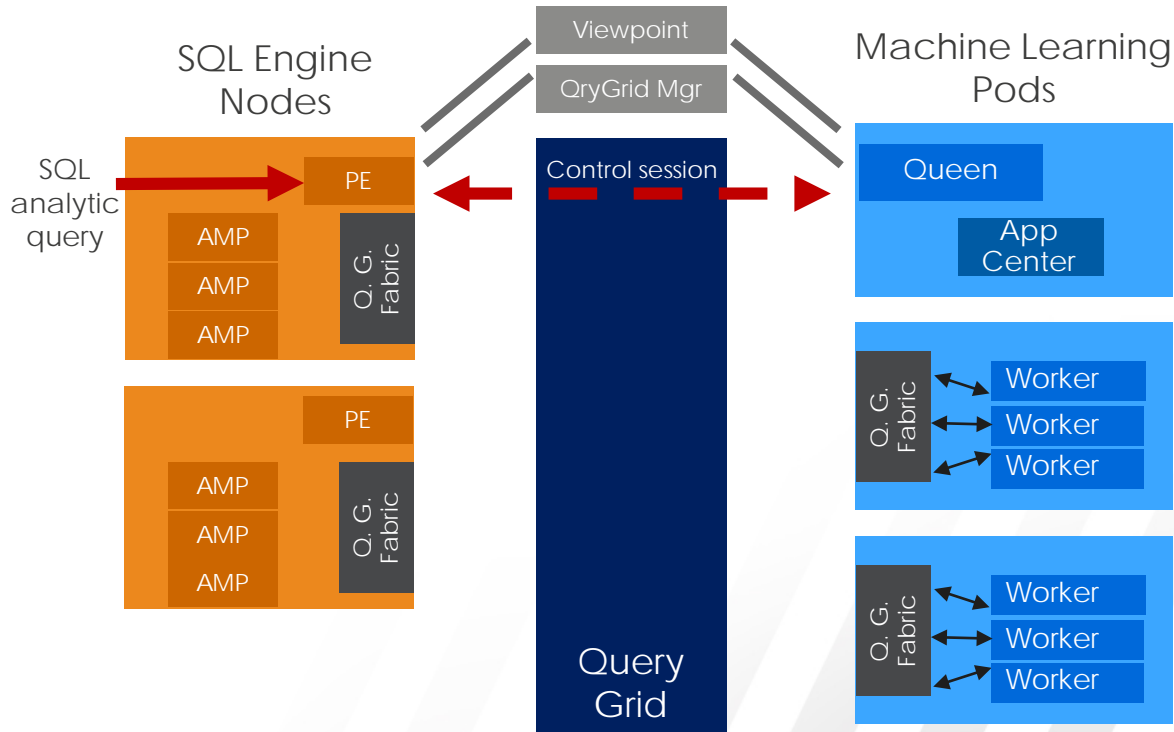 Viewpoint
QryGrid Mgr
SQL Engine
Nodes
Machine Learning
Pods
SQL
analytic
query
PE
AMP
AMP
AMP
Q. G.
Fabric
PE
AMP
AMP
AMP
Q. G.
Fabric
Control session
Query
Grid
Queen
App
Center
Q. G.
Fabric
Worker
Worker
Worker
Q. G.
Fabric
Worker
Worker
Worker